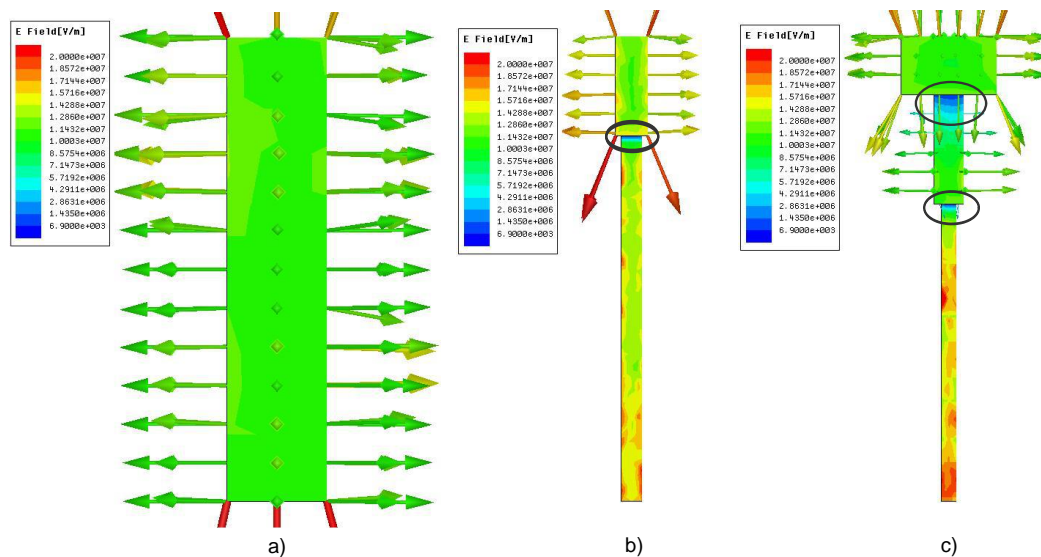 E Field[V/m]
2.0000e+007
1.8572e+007
1.7144e+007
1.5716e+007
1.4288e+007
1.2860e+007
1.1432e+007
1.0003e+007
8.5754e+006
7.1473e+006
5.7192e+006
4.2911e+006
2.8631e+006
1.4350e+006
6.9000e+003
a)
E Field[V/m]
2.0000e+007
1.8572e+007
1.7144e+007
1.5716e+007
1.4288e+007
1.2860e+007
1.1432e+007
1.0003e+007
8.5754e+006
7.1473e+006
5.7192e+006
4.2911e+006
2.8631e+006
1.4350e+006
6.9000e+003
b)
E Field[V/m]
2.0000e+007
1.8572e+007
1.7144e+007
1.5716e+007
1.4288e+007
1.2860e+007
1.1432e+007
1.0003e+007
8.5754e+006
7.1473e+006
5.7192e+006
4.2911e+006
2.8631e+006
1.4350e+006
6.9000e+003
c)